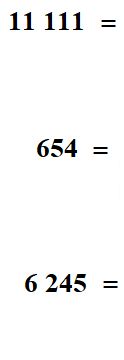 11 111 =
654 =
6 245 =